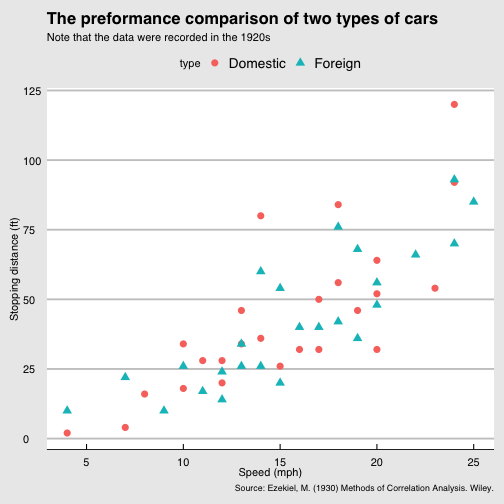 The preformance comparison of two types of cars
Note that the data were recorded in the 1920s
type Domestic Foreign
125
100
75
50
25
0
Stopping distance (ft)
5 10 15 20 25
Speed (mph)
Source: Ezekiel, M. (1930) Methods of Correlation Analysis. Wiley.